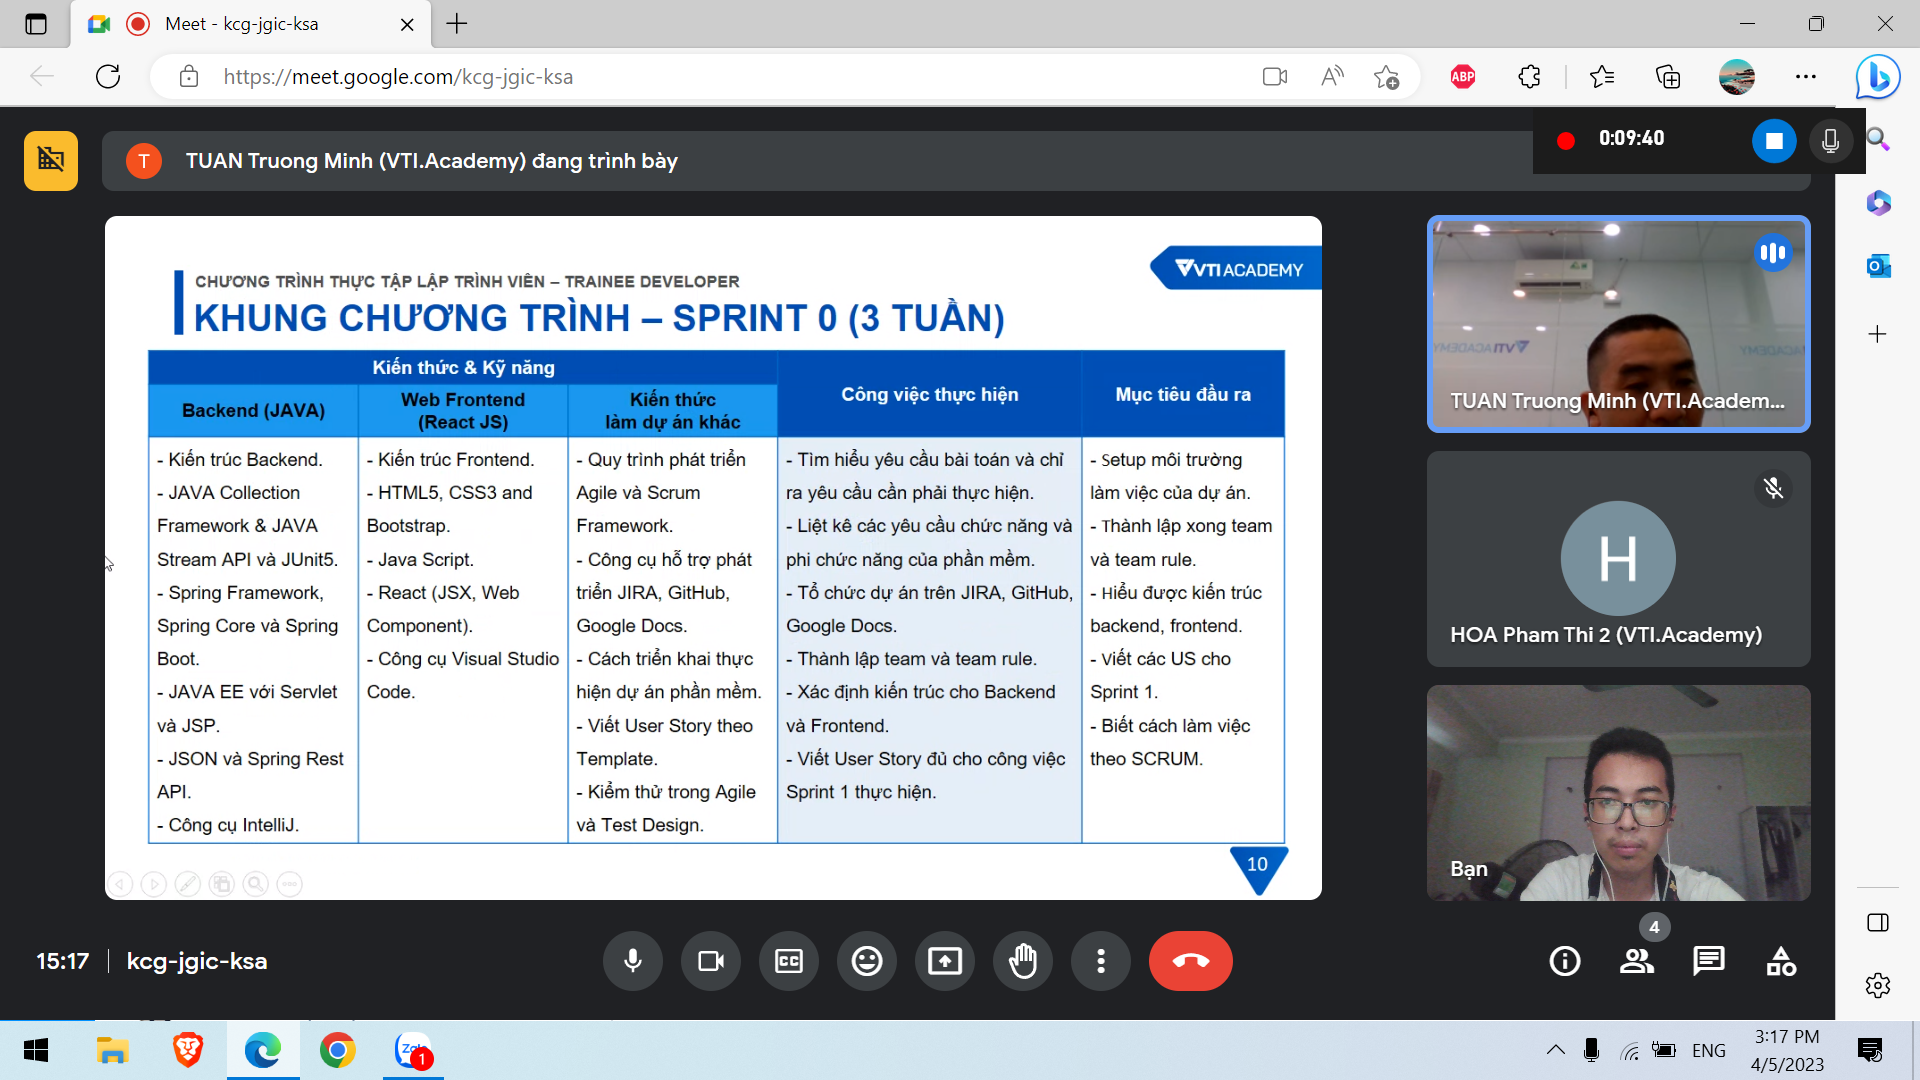 Meet - kcg-jgic-ksa
https://meet.google.com/kcg-jgic-ksa
ABP
T
TUAN Truong Minh (VTI.Academy) đang trình bày
0:09:40
VTI ACADEMY
CHƯƠNG TRÌNH THỰC TẬP LẬP TRÌNH VIÊN – TRAINEE DEVELOPER
KHUNG CHƯƠNG TRÌNH – SPRINT 0 (3 TUẦN)
Kiến thức & Kỹ năng
Công việc thực hiện
Mục tiêu đầu ra
Backend (JAVA)
Web Frontend
(React JS)
Kiến thức
làm dự án khác
- Kiến trúc Backend.
- JAVA Collection
Framework & JAVA
Stream API và JUnit5.
- Spring Framework,
Spring Core và Spring
Boot.
- JAVA EE với Servlet
và JSP.
- JSON và Spring Rest
API.
- Công cụ IntelliJ.
- Kiến trúc Frontend.
- HTML5, CSS3 and
Bootstrap.
- Java Script.
- React (JSX, Web
Component).
- Công cụ Visual Studio
Code.
- Quy trình phát triển
Agile và Scrum
Framework.
- Công cụ hỗ trợ phát
triển JIRA, GitHub,
Google Docs.
- Cách triển khai thực
hiện dự án phần mềm.
- Viết User Story theo
Template.
- Kiểm thử trong Agile
và Test Design.
- Tìm hiểu yêu cầu bài toán và chỉ
ra yêu cầu cần phải thực hiện.
- Liệt kê các yêu cầu chức năng và
phi chức năng của phần mềm.
- Tổ chức dự án trên JIRA, GitHub,
Google Docs.
- Thành lập team và team rule.
- Xác định kiến trúc cho Backend
và Frontend.
- Viết User Story đủ cho công việc
Sprint 1 thực hiện.
- Setup môi trường
làm việc của dự án.
- Thành lập xong team
và team rule.
- Hiểu được kiến trúc
backend, frontend.
- Viết các US cho
Sprint 1.
- Biết cách làm việc
theo SCRUM.
10
TUAN Truong Minh (VTI.Academ...
H
HOA Pham Thi 2 (VTI.Academy)
Bạn
15:17
kcg-jgic-ksa
CC
4
Zalo
1
ENG
3:17 PM
4/5/2023